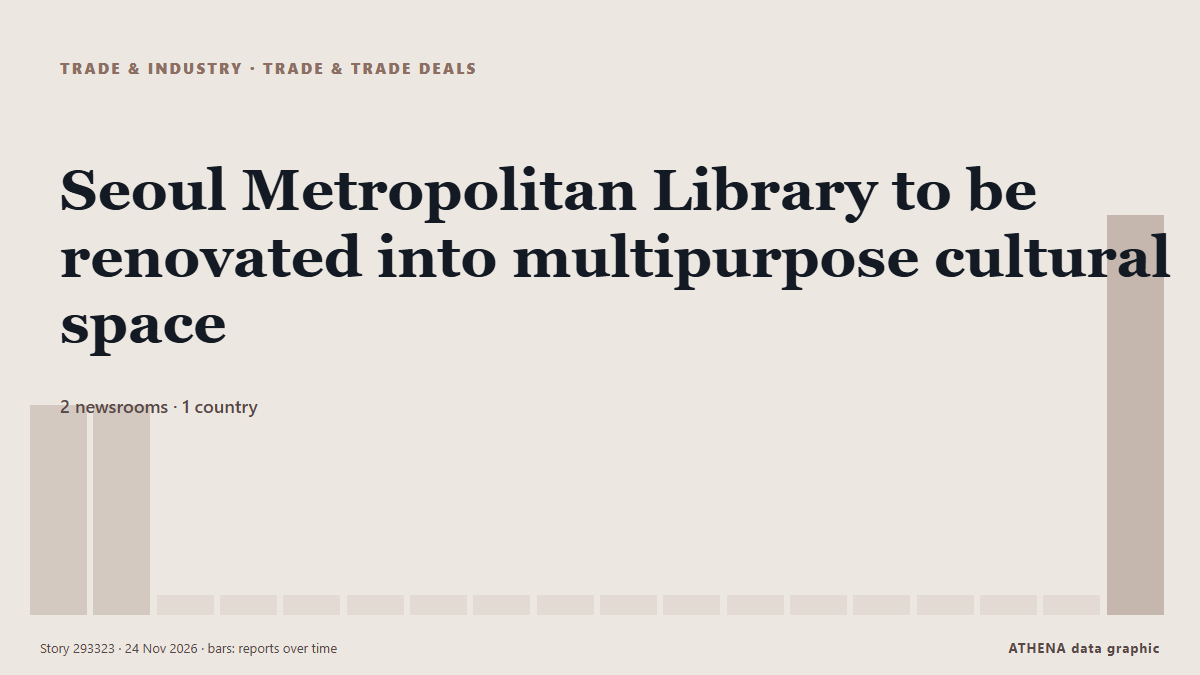 TRADE & INDUSTRY · TRADE & TRADE DEALS
Seoul Metropolitan Library to be
renovated into multipurpose cultural
space
2 newsrooms · 1 country
Story 293323 · 24 Nov 2026 · bars: reports over time
ATHENA data graphic